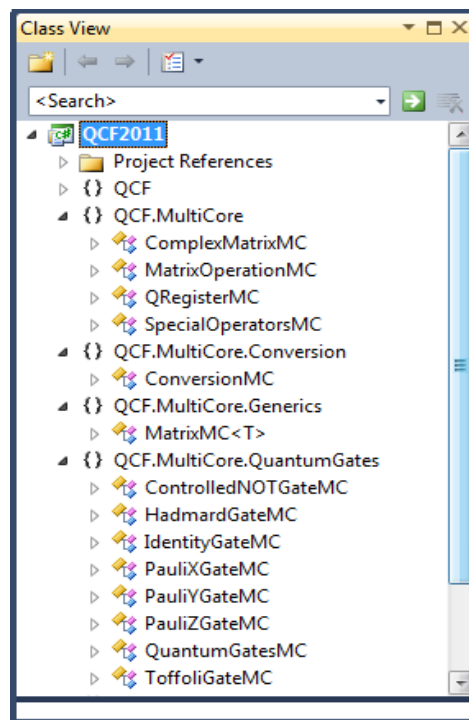 Class View
<Search>
QCF2011
Project References
{} QCF
{} QCF.MultiCore
ComplexMatrixMC
MatrixOperationMC
QRegisterMC
SpecialOperatorsMC
{} QCF.MultiCore.Conversion
ConversionMC
{} QCF.MultiCore.Generics
MatrixMC<T>
{} QCF.MultiCore.QuantumGates
ControlledNOTGateMC
HadmardGateMC
IdentityGateMC
PauliXGateMC
PauliYGateMC
PauliZGateMC
QuantumGatesMC
ToffoliGateMC